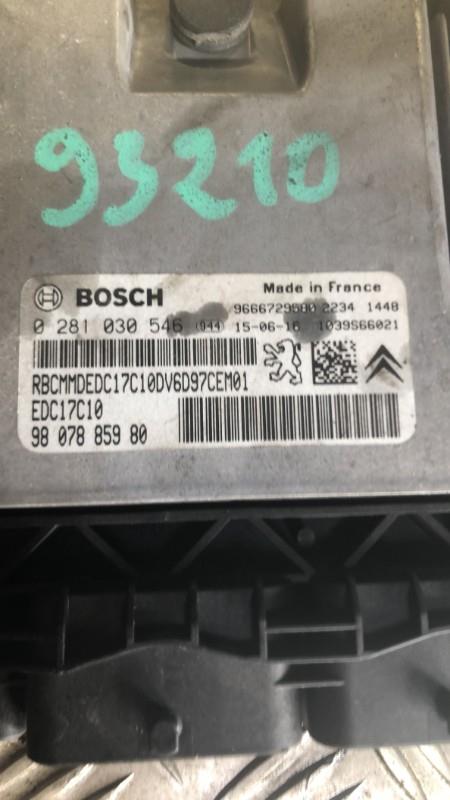 93210
BOSCH
Made in France
9666729580 2234 1448
0 281 030 546 (044) 15-06-16 1039S66021
RBCMMDEDC17C10DV6D97CEM01
EDC17C10
98 078 859 80